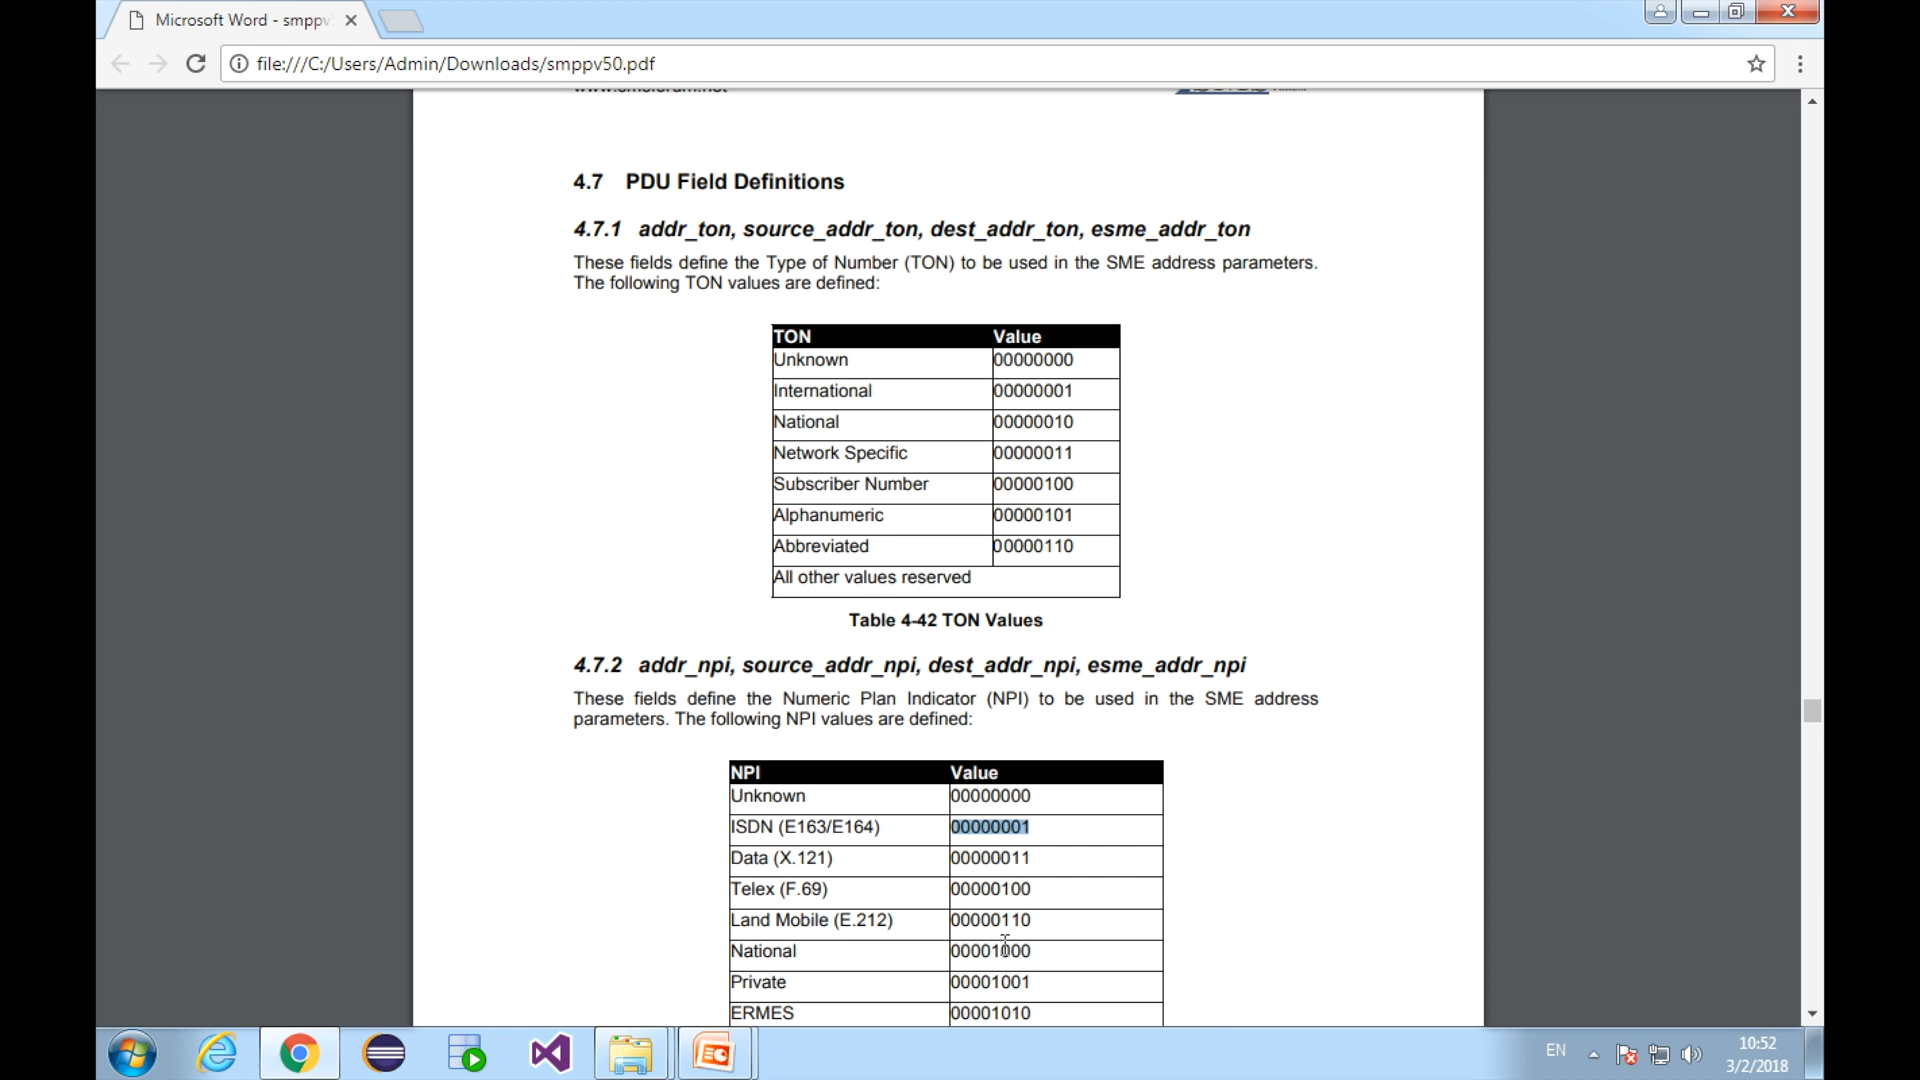 Microsoft Word - smppv
file:///C:/Users/Admin/Downloads/smppv50.pdf
4.7 PDU Field Definitions
4.7.1 addr_ton, source_addr_ton, dest_addr_ton, esme_addr_ton
These fields define the Type of Number (TON) to be used in the SME address parameters.
The following TON values are defined:
TON Value
Unknown 00000000
International 00000001
National 00000010
Network Specific 00000011
Subscriber Number 00000100
Alphanumeric 00000101
Abbreviated 00000110
All other values reserved
Table 4-42 TON Values
4.7.2 addr_npi, source_addr_npi, dest_addr_npi, esme_addr_npi
These fields define the Numeric Plan Indicator (NPI) to be used in the SME address
parameters. The following NPI values are defined:
NPI Value
Unknown 00000000
ISDN (E163/E164) 00000001
Data (X.121) 00000011
Telex (F.69) 00000100
Land Mobile (E.212) 00000110
National 00001000
Private 00001001
ERMES 00001010
EN
10:52
3/2/2018